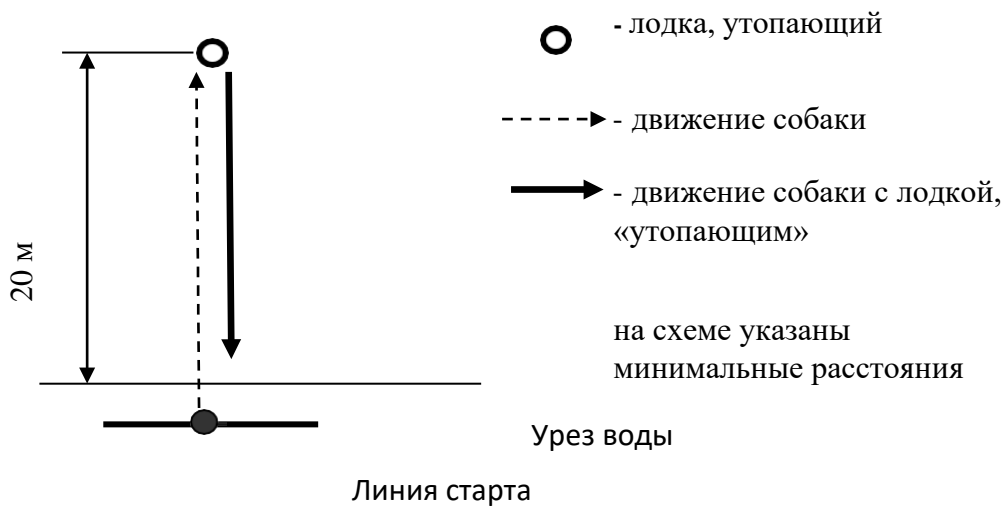 - лодка, утопающий
- движение собаки
- движение собаки с лодкой,
«утопающим»
20 м
на схеме указаны
минимальные расстояния
Урез воды
Линия старта